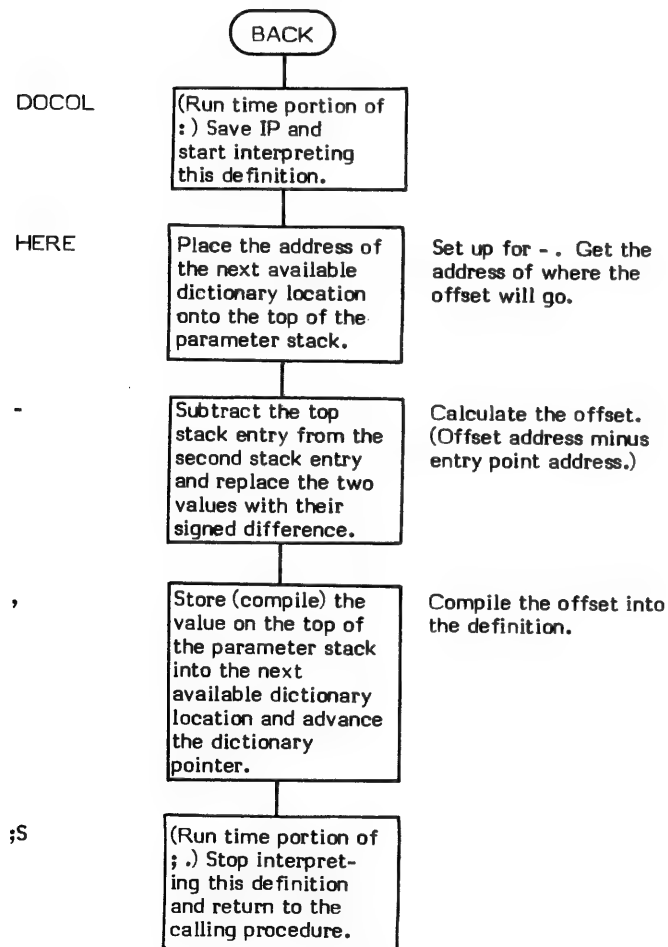 BACK
DOCOL
(Run time portion of
: ) Save IP and
start interpreting
this definition.
HERE
Place the address of
the next available
dictionary location
onto the top of the
parameter stack.
Set up for - . Get the
address of where the
offset will go.
-
Subtract the top
stack entry from the
second stack entry
and replace the two
values with their
signed difference.
Calculate the offset.
(Offset address minus
entry point address.)
,
Store (compile) the
value on the top of
the parameter stack
into the next
available dictionary
location and advance
the dictionary
pointer.
Compile the offset into
the definition.
;S
(Run time portion of
; .) Stop interpret-
ing this definition
and return to the
calling procedure.